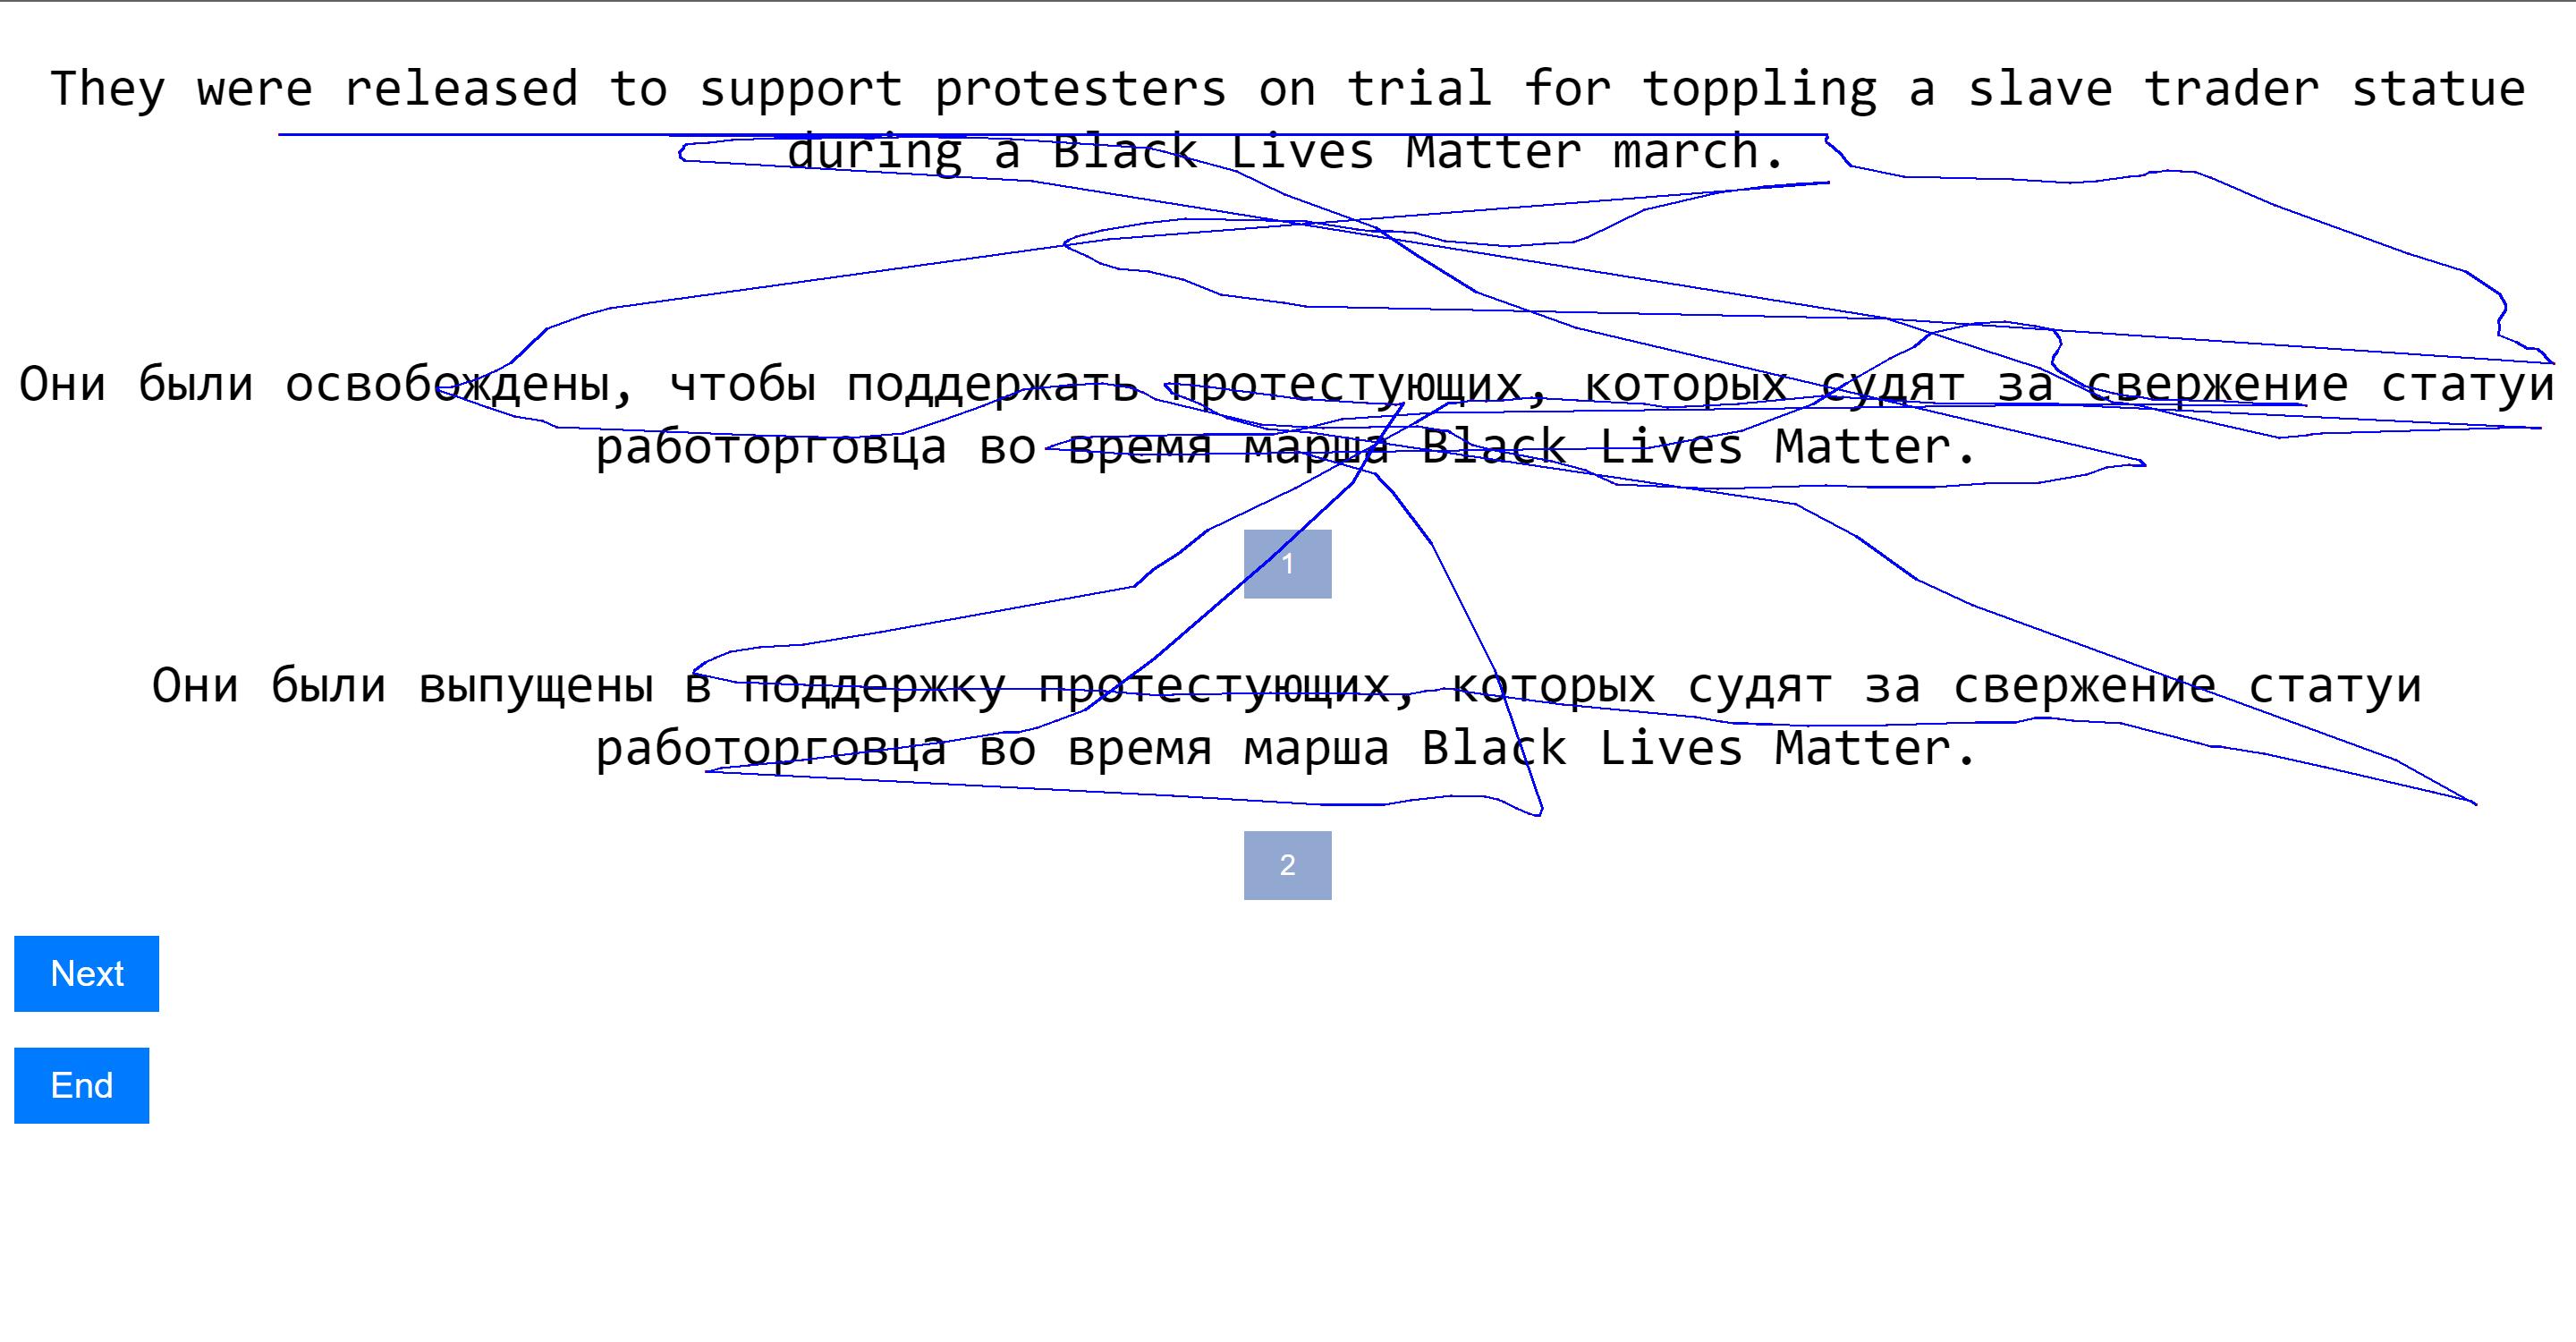 They were released to support protesters on trial for toppling a slave trader statue
during a Black Lives Matter march.
Они были освобождены, чтобы поддержать протестующих, которых судят за свержение статуи
работорговца во время марша Black Lives Matter.
1
Они были выпущены в поддержку протестующих, которых судят за свержение статуи
работорговца во время марша Black Lives Matter.
2
Next
End